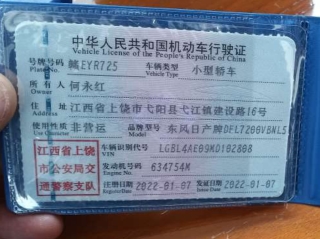 中华人民共和国机动车行驶证
Vehicle License of the People's Republic of China
号牌号码 赣EYR725 车辆类型 小型轿车
Plate No. Vehicle Type
所有人 何永红
Owner
住址 江西省上饶市弋阳县弋江镇建设路16号
Address
使用性质 非营运 品牌型号 东风日产牌DFL7200VBNL5
Use Character Model
江西省上饶
市公安局交
通警察支队
车辆识别代号 LGBL4AE09MD102808
VIN
发动机号码 634754M
Engine No.
注册日期 2022-01-07 发证日期 2022-01-07
Register Date Issue Date